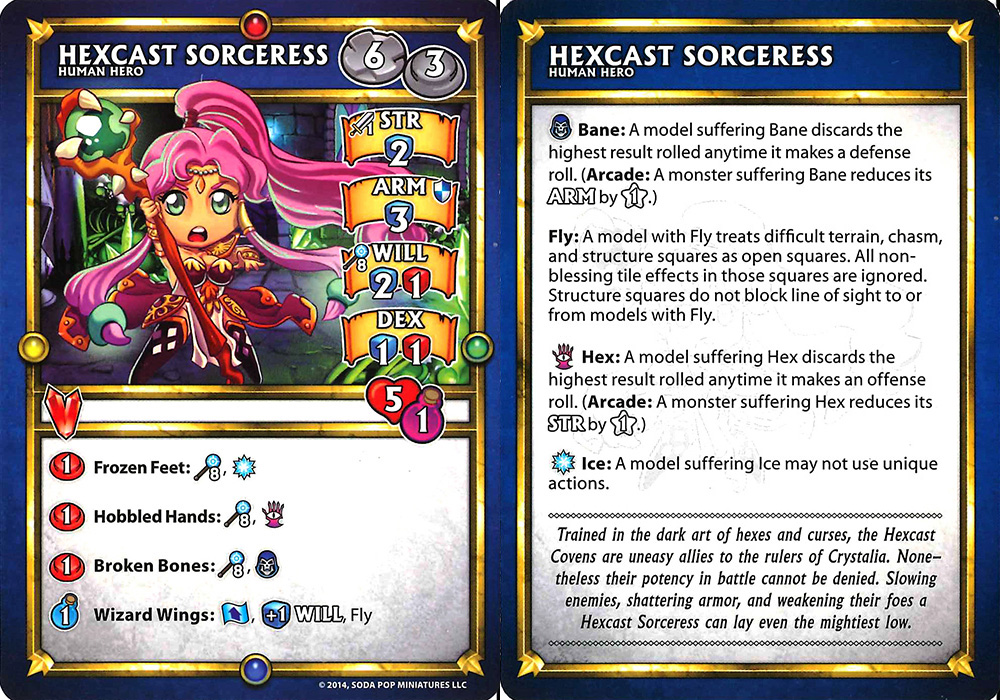 HEXCAST SORCERESS
HUMAN HERO
6 3
STR
2
ARM
3
8 WILL
2 1
DEX
1 1
5
1
1 Frozen Feet: 8,
1 Hobbled Hands: 8,
1 Broken Bones: 8,
1 Wizard Wings: , +1 WILL, Fly
© 2014, SODA POP MINIATURES LLC
HEXCAST SORCERESS
HUMAN HERO
Bane: A model suffering Bane discards the
highest result rolled anytime it makes a defense
roll. (Arcade: A monster suffering Bane reduces its
ARM by 1.)
Fly: A model with Fly treats difficult terrain, chasm,
and structure squares as open squares. All non-
blessing tile effects in those squares are ignored.
Structure squares do not block line of sight to or
from models with Fly.
Hex: A model suffering Hex discards the
highest result rolled anytime it makes an offense
roll. (Arcade: A monster suffering Hex reduces its
STR by 1.)
Ice: A model suffering Ice may not use unique
actions.
Trained in the dark art of hexes and curses, the Hexcast
Covens are uneasy allies to the rulers of Crystalia. None-
theless their potency in battle cannot be denied. Slowing
enemies, shattering armor, and weakening their foes a
Hexcast Sorceress can lay even the mightiest low.